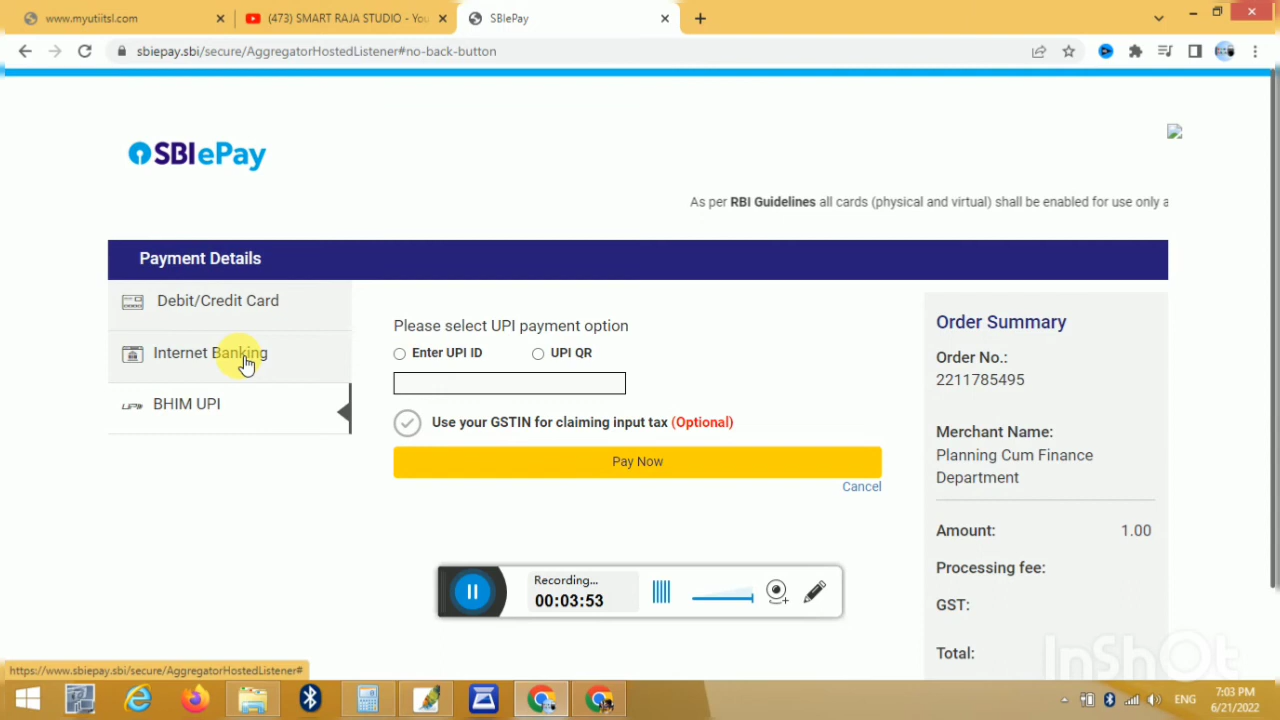 www.myutiitsl.com
(473) SMART RAJA STUDIO - You
SBIePay
sbiepay.sbi/secure/AggregatorHostedListener#no-back-button
SBIePay
As per RBI Guidelines all cards (physical and virtual) shall be enabled for use only a
Payment Details
Debit/Credit Card
Internet Banking
BHIM UPI
Please select UPI payment option
Enter UPI ID
UPI QR
Use your GSTIN for claiming input tax (Optional)
Pay Now
Cancel
Order Summary
Order No.:
2211785495
Merchant Name:
Planning Cum Finance
Department
Amount: 1.00
Processing fee:
GST:
Total:
Recording...
00:03:53
InShOt
https://www.sbiepay.sbi/secure/AggregatorHostedListener#
ENG
7:03 PM
6/21/2022